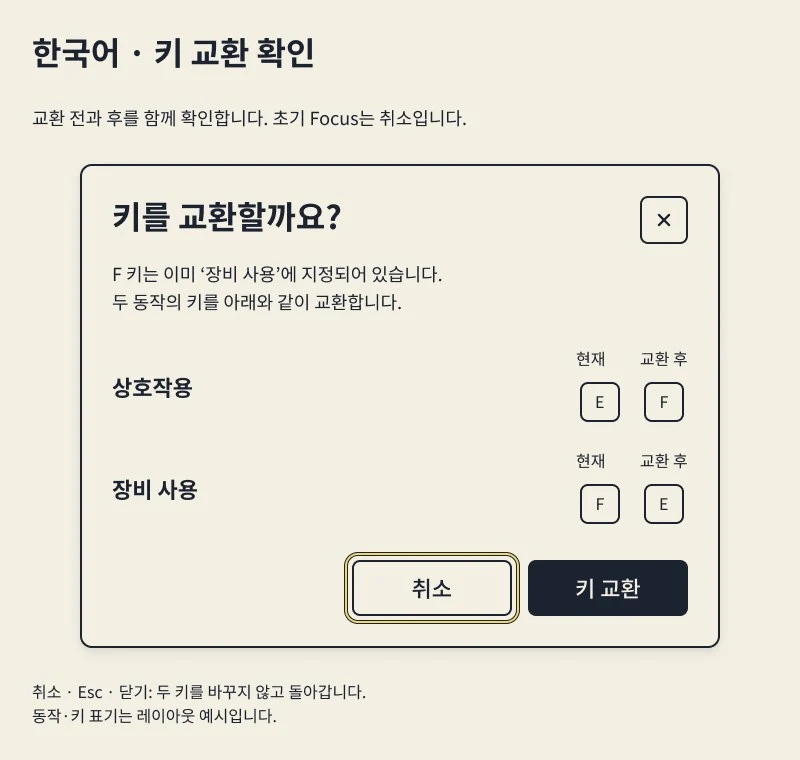 한국어 · 키 교환 확인
교환 전과 후를 함께 확인합니다. 초기 Focus는 취소입니다.
키를 교환할까요?
×
F 키는 이미 ‘장비 사용’에 지정되어 있습니다.
두 동작의 키를 아래와 같이 교환합니다.
현재 교환 후
상호작용 E F
현재 교환 후
장비 사용 F E
취소 키 교환
취소 · Esc · 닫기: 두 키를 바꾸지 않고 돌아갑니다.
동작·키 표기는 레이아웃 예시입니다.